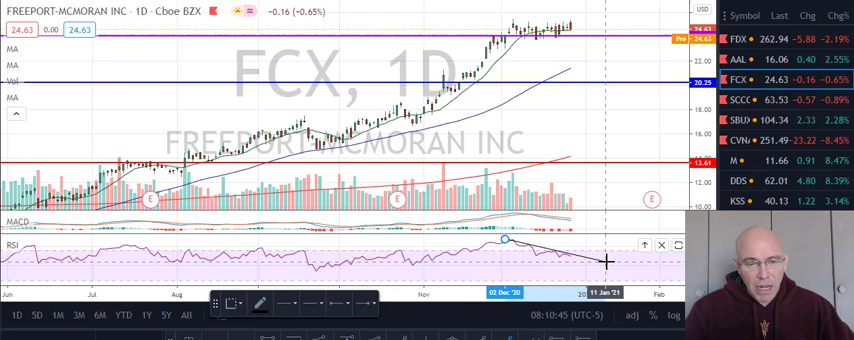 FREEPORT-MCMORAN INC · 1D · Cboe BZX −0.16 (−0.65%)
24.63 0.00 24.63
MA
MA
Vol
MA
FCX, 1D
FREEPORT-MCMORAN INC
USD
24.63
Pre 24.63
20.25
18.00
16.00
13.61
12.00
10.00
E E E
MACD
RSI
Jun Jul Aug Nov 02 Dec '20 11 Jan '21 Feb
1D 5D 1M 3M 6M YTD 1Y 5Y All 08:10:45 (UTC-5) adj % log
Symbol Last Chg Chg%
FDX 262.94 −5.88 −2.19%
AAL 16.06 0.40 2.55%
FCX 24.63 −0.16 −0.65%
SCCC 63.53 −0.57 −0.89%
SBUX 104.34 2.33 2.28%
CVNA 251.49 −23.22 −8.45%
M 11.66 0.91 8.47%
DDS 62.01 4.80 8.39%
KSS 40.13 1.22 3.14%